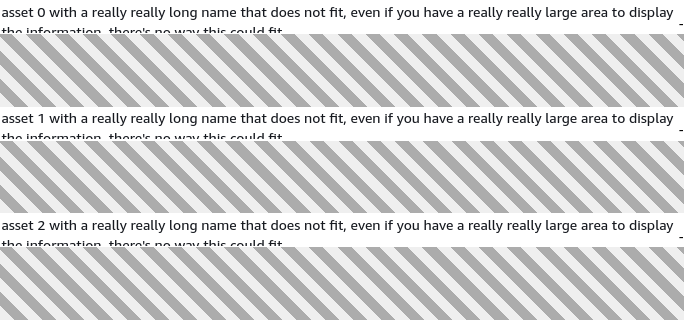 asset 0 with a really really long name that does not fit, even if you have a really really large area to display
the information, there's no way this could fit
-
asset 1 with a really really long name that does not fit, even if you have a really really large area to display
the information, there's no way this could fit
-
asset 2 with a really really long name that does not fit, even if you have a really really large area to display
the information, there's no way this could fit
-